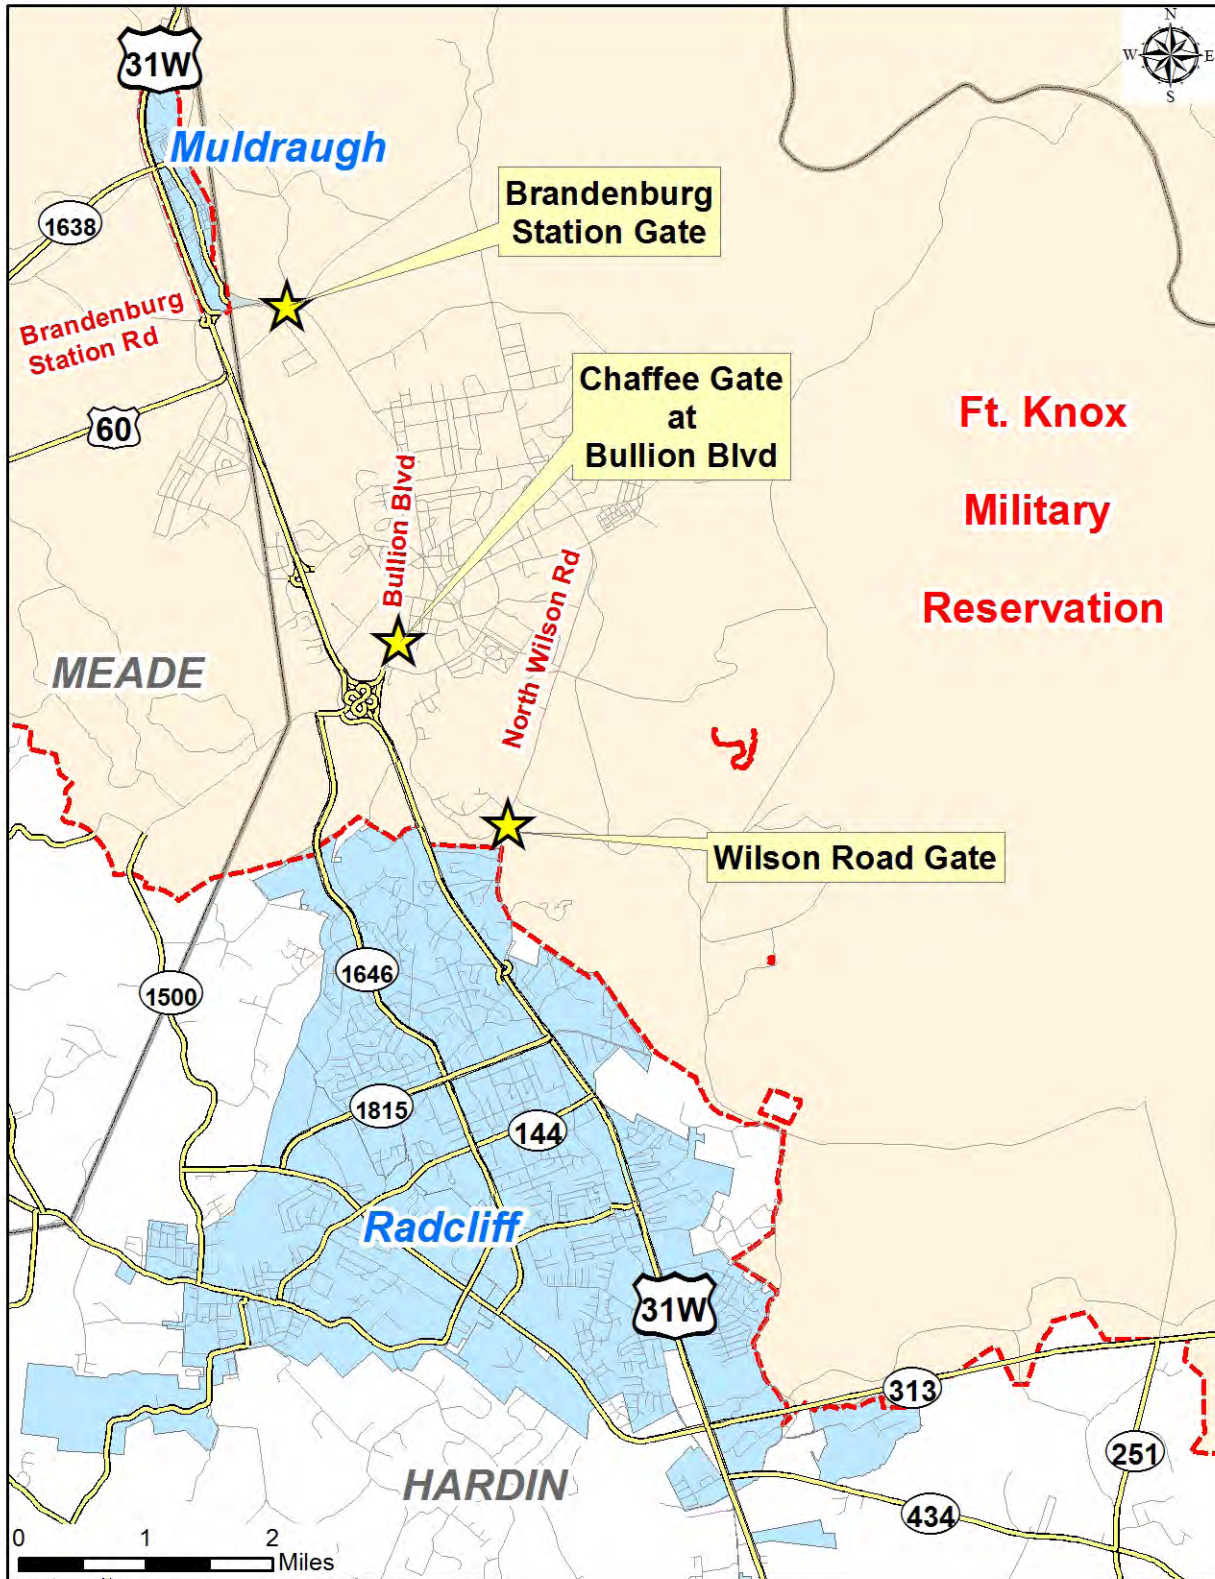 N
W
E
S
31W
Muldraugh
Brandenburg
Station Gate
1638
Brandenburg
Station Rd
Chaffee Gate
at
Bullion Blvd
60
Ft. Knox
Military
Reservation
Bullion Blvd
North Wilson Rd
MEADE
Wilson Road Gate
1646
1500
1815
144
Radcliff
31W
313
251
HARDIN
434
0
1
2
Miles